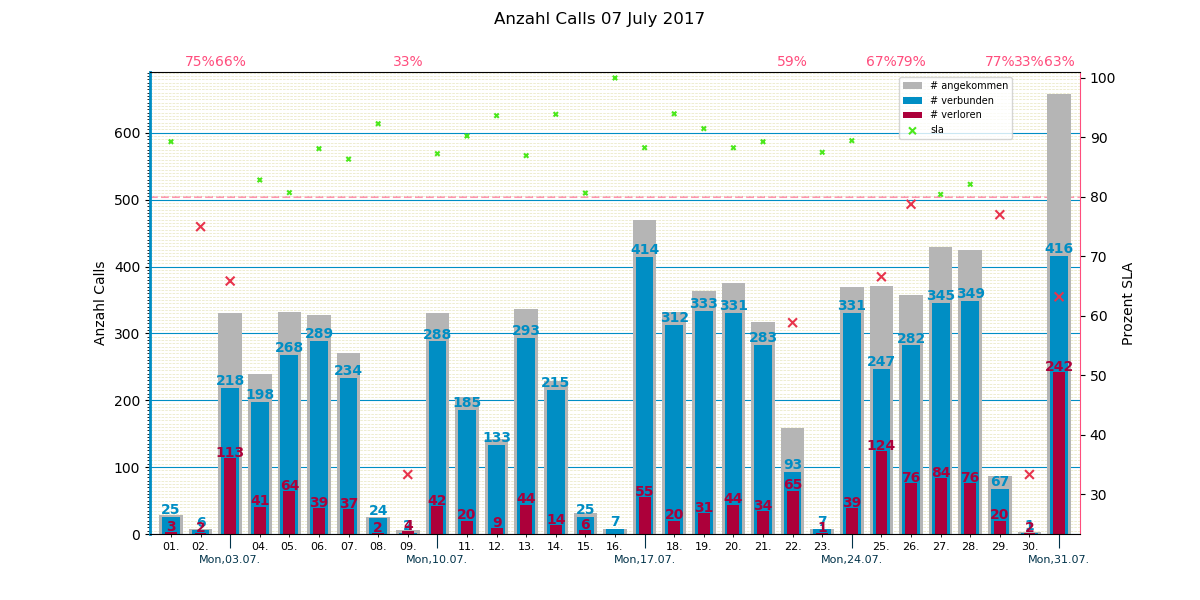 Anzahl Calls 07 July 2017
75% 66% 33% 59% 67% 79% 77% 33% 63%
# angekommen
# verbunden
# verloren
sla
Anzahl Calls
600
500
400
300
200
100
0
100
90
80
70
60
50
40
30
Prozent SLA
25 6 218 198 268 289 234 24 288 185 133 293 215 25 7 414 312 333 331 283 93 7 331 247 282 345 349 67 416
3 2 113 41 64 39 37 2 4 42 20 9 44 14 6 55 20 31 44 34 65 1 39 124 76 84 76 20 2 242
01. 02. 04. 05. 06. 07. 08. 09. 11. 12. 13. 14. 15. 16. 18. 19. 20. 21. 22. 23. 25. 26. 27. 28. 29. 30.
Mon,03.07. Mon,10.07. Mon,17.07. Mon,24.07. Mon,31.07.